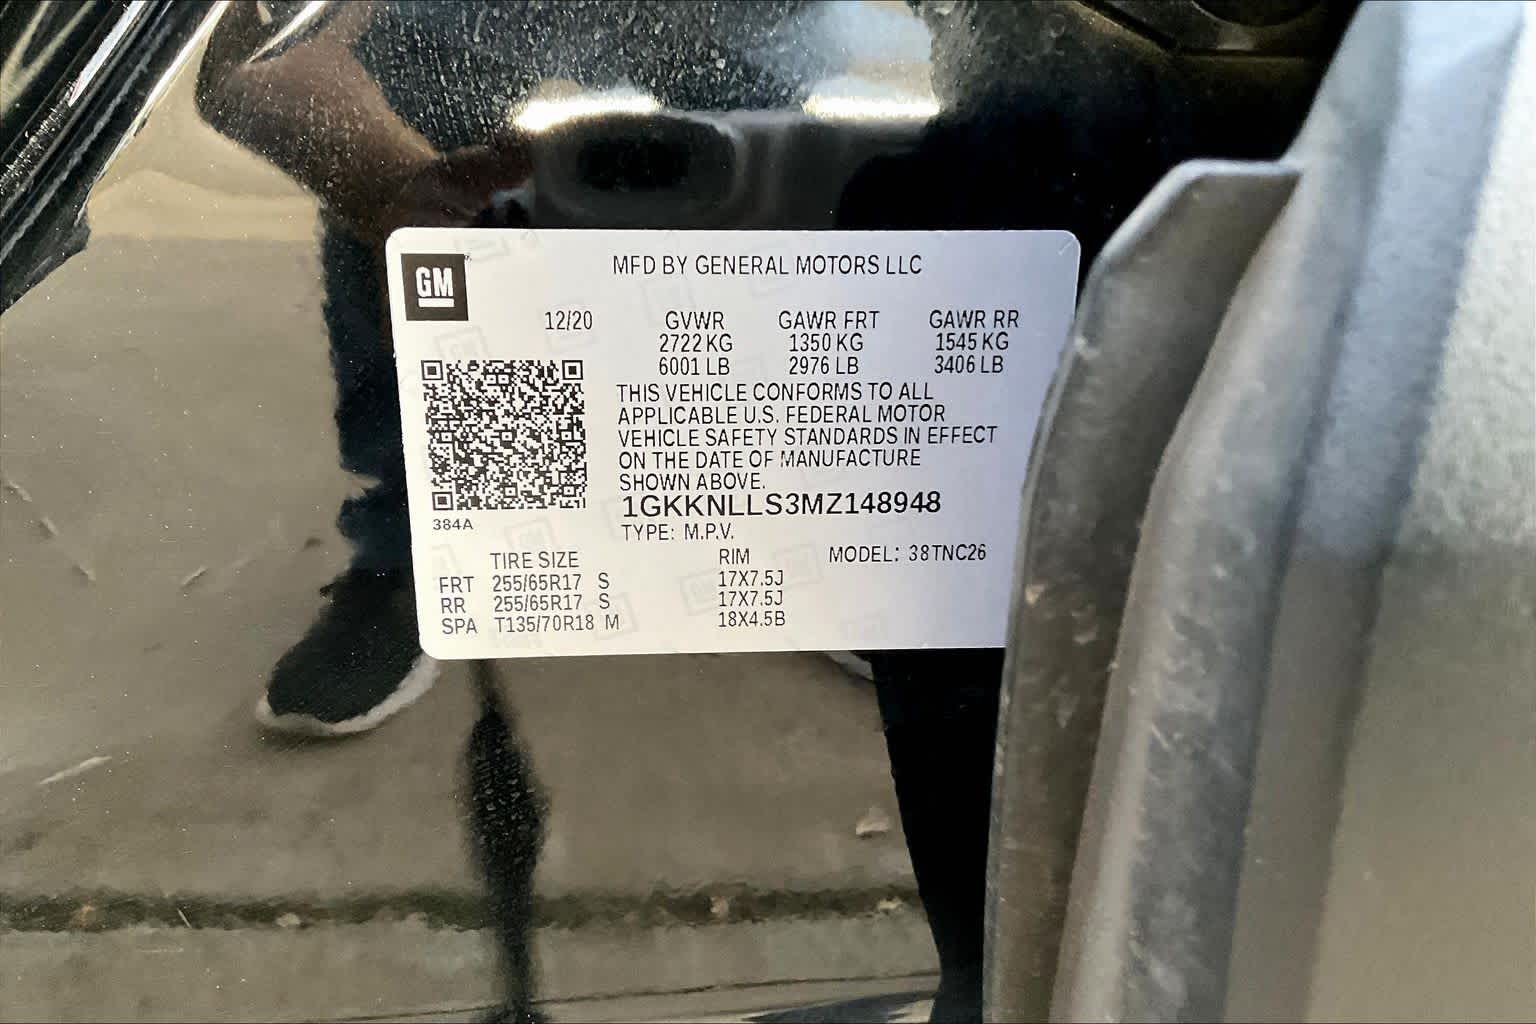 GM
MFD BY GENERAL MOTORS LLC
12/20 GVWR GAWR FRT GAWR RR
2722 KG 1350 KG 1545 KG
6001 LB 2976 LB 3406 LB
THIS VEHICLE CONFORMS TO ALL
APPLICABLE U.S. FEDERAL MOTOR
VEHICLE SAFETY STANDARDS IN EFFECT
ON THE DATE OF MANUFACTURE
SHOWN ABOVE.
1GKKNLLS3MZ148948
384A
TYPE: M.P.V.
TIRE SIZE RIM MODEL: 38TNC26
FRT 255/65R17 S 17X7.5J
RR 255/65R17 S 17X7.5J
SPA T135/70R18 M 18X4.5B